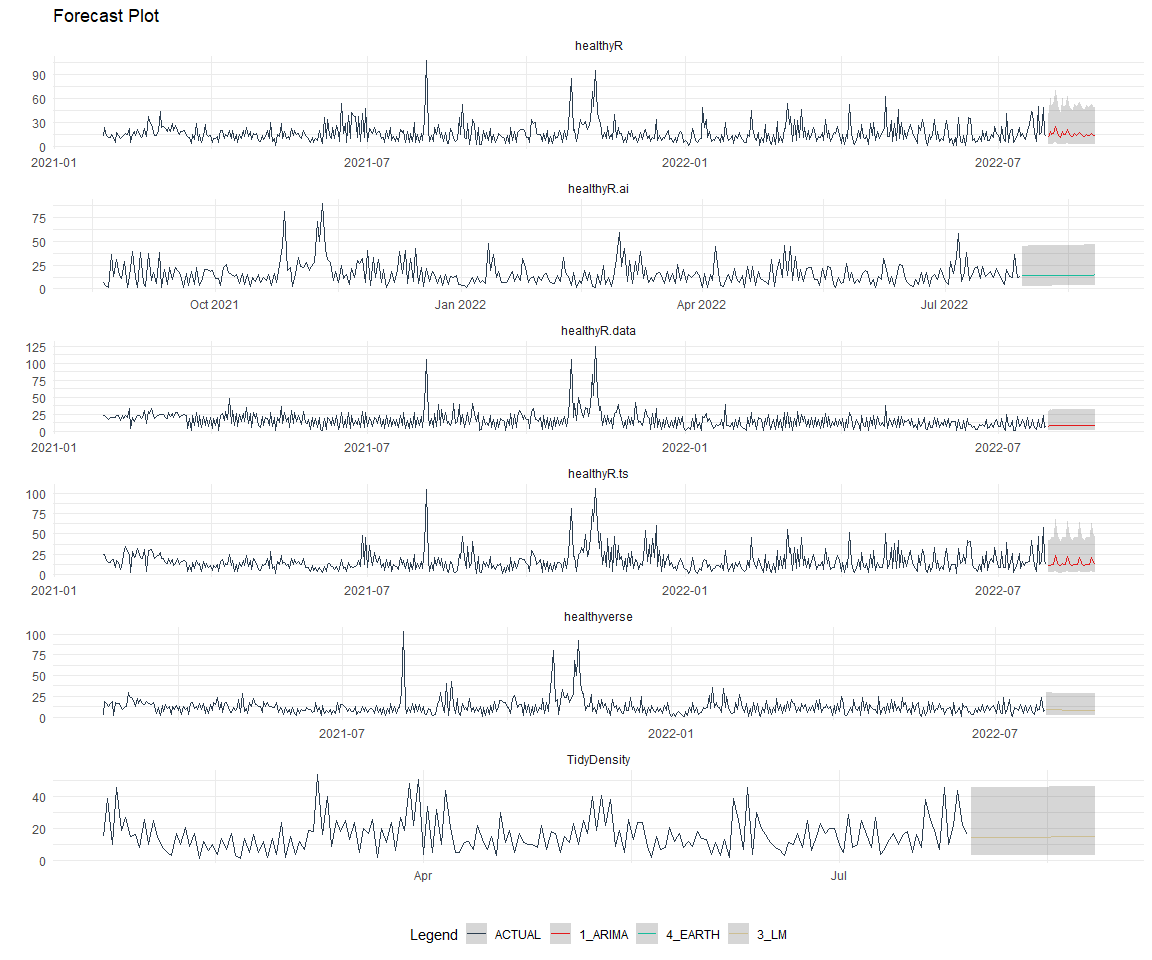 Forecast Plot
healthyR
90
60
30
0
2021-01 2021-07 2022-01 2022-07
healthyR.ai
75
50
25
0
Oct 2021 Jan 2022 Apr 2022 Jul 2022
healthyR.data
125
100
75
50
25
0
2021-01 2021-07 2022-01 2022-07
healthyR.ts
100
75
50
25
0
2021-01 2021-07 2022-01 2022-07
healthyverse
100
75
50
25
0
2021-07 2022-01 2022-07
TidyDensity
40
20
0
Apr Jul
Legend ACTUAL 1_ARIMA 4_EARTH 3_LM